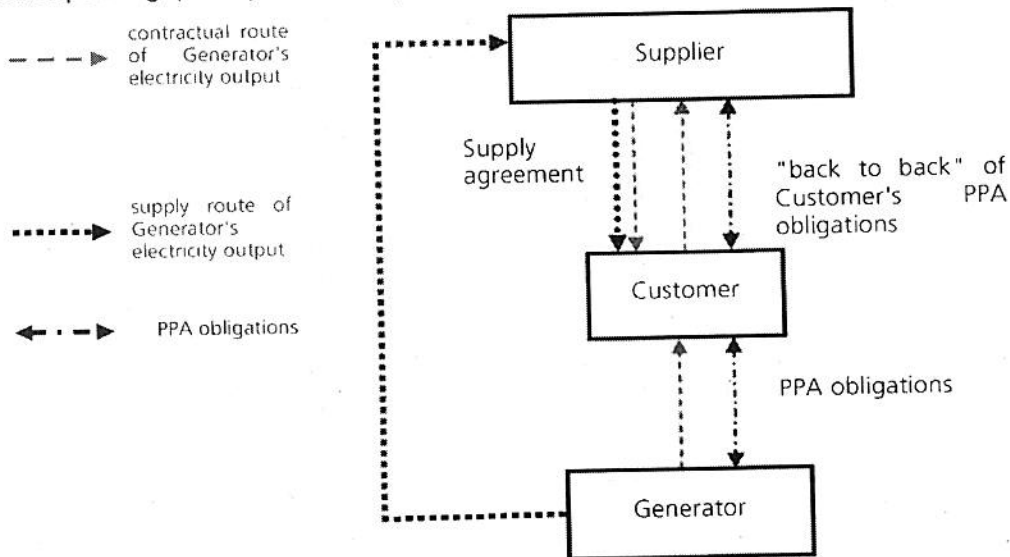 contractual route
of Generator's
electricity output
supply route of
Generator's
electricity output
PPA obligations
Supplier
Supply
agreement
"back to back" of
Customer's PPA
obligations
Customer
PPA obligations
Generator